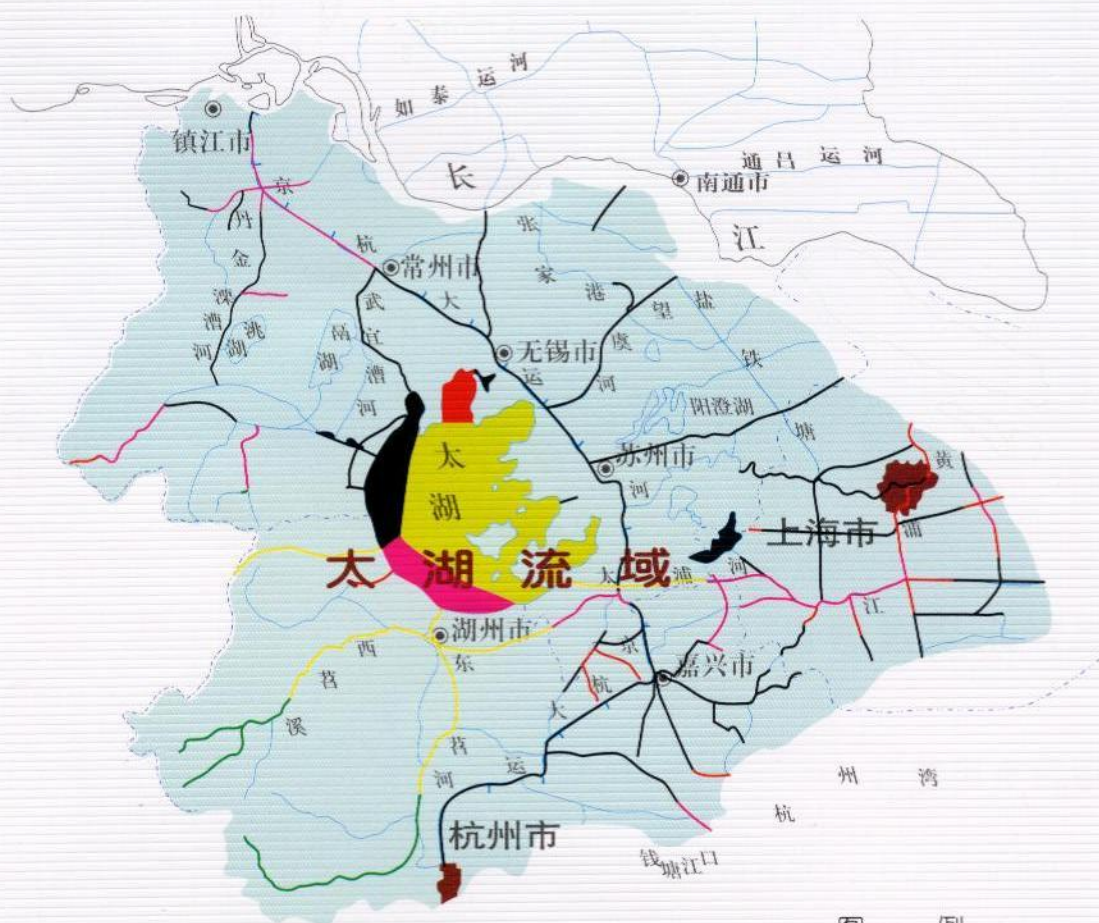 如泰运河
镇江市
长
江
通吕运河
南通市
京
杭
大
运
河
丹
金
溧
漕
河
常州市
张
家
港
武
宜
漕
河
洮
湖
滆
湖
望
虞
河
盐
铁
塘
无锡市
阳澄湖
苏州市
太
湖
黄
浦
江
上海市
太湖流域
太
浦
河
湖州市
西
苕
溪
东
苕
河
京
杭
大
运
嘉兴市
杭
州
湾
杭州市
钱塘江口
图例